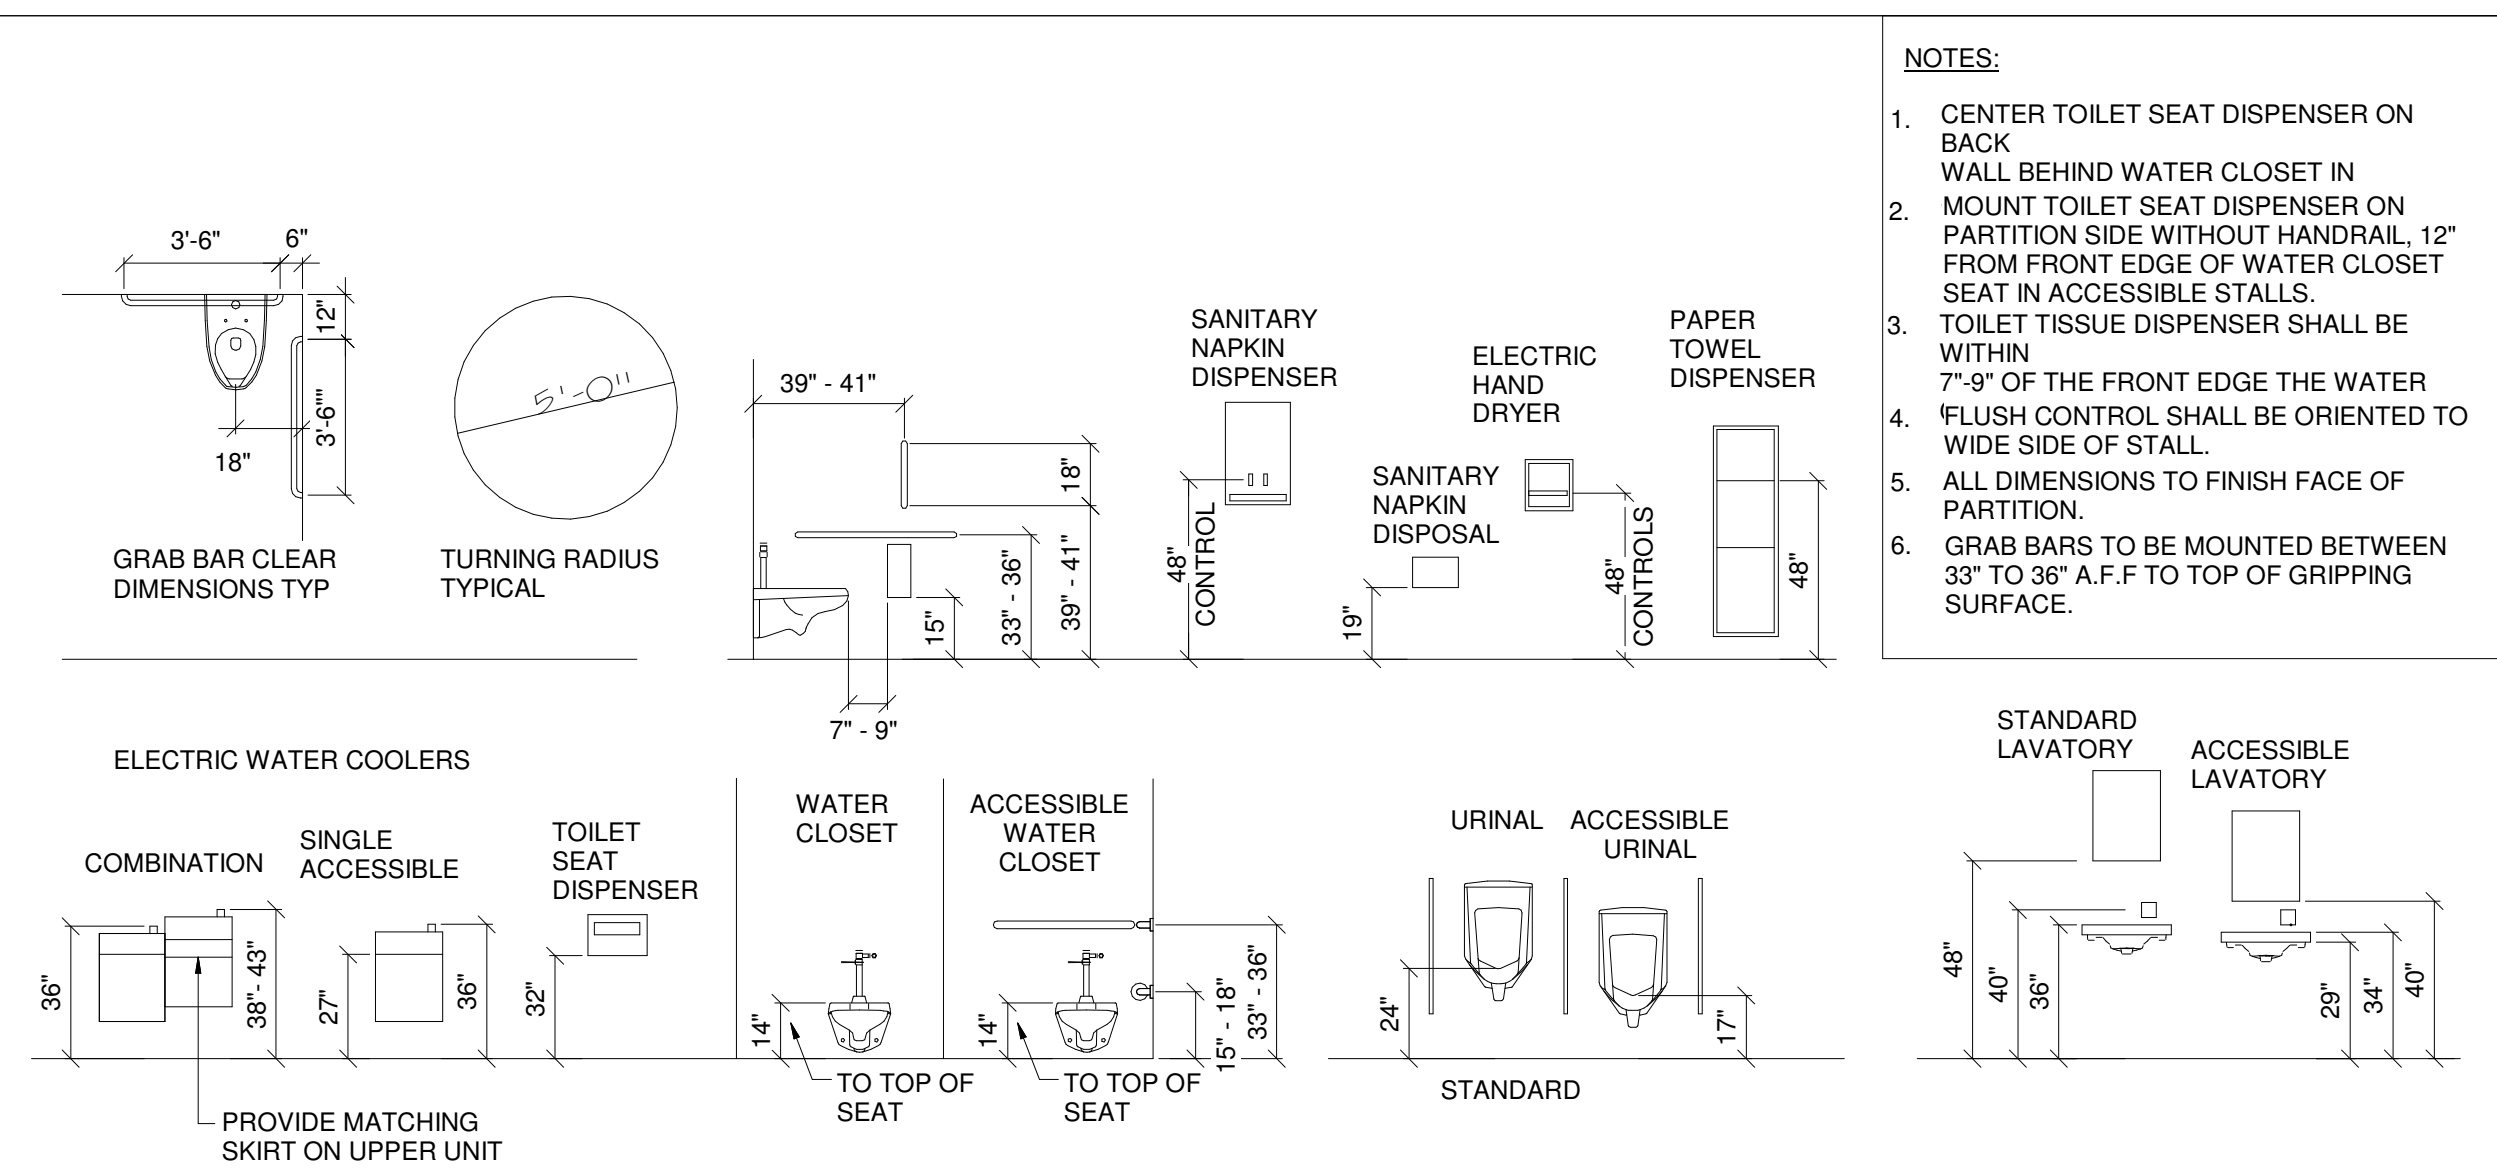 NOTES:
1. CENTER TOILET SEAT DISPENSER ON
BACK
WALL BEHIND WATER CLOSET IN
2. MOUNT TOILET SEAT DISPENSER ON
PARTITION SIDE WITHOUT HANDRAIL, 12"
FROM FRONT EDGE OF WATER CLOSET
SEAT IN ACCESSIBLE STALLS.
3. TOILET TISSUE DISPENSER SHALL BE
WITHIN
7"-9" OF THE FRONT EDGE THE WATER
4. FLUSH CONTROL SHALL BE ORIENTED TO
WIDE SIDE OF STALL.
5. ALL DIMENSIONS TO FINISH FACE OF
PARTITION.
6. GRAB BARS TO BE MOUNTED BETWEEN
33" TO 36" A.F.F TO TOP OF GRIPPING
SURFACE.
3'-6"
6"
12"
3'-6""
18"
GRAB BAR CLEAR
DIMENSIONS TYP
5'-0"
TURNING RADIUS
TYPICAL
39" - 41"
18"
39" - 41"
33" - 36"
15"
7" - 9"
SANITARY
NAPKIN
DISPENSER
48"
CONTROL
SANITARY
NAPKIN
DISPOSAL
19"
ELECTRIC
HAND
DRYER
48"
CONTROLS
PAPER
TOWEL
DISPENSER
48"
ELECTRIC WATER COOLERS
COMBINATION
36"
38"- 43"
PROVIDE MATCHING
SKIRT ON UPPER UNIT
SINGLE
ACCESSIBLE
27"
36"
TOILET
SEAT
DISPENSER
32"
WATER
CLOSET
14"
TO TOP OF
SEAT
ACCESSIBLE
WATER
CLOSET
14"
TO TOP OF
SEAT
15" - 18"
33" - 36"
URINAL
24"
ACCESSIBLE
URINAL
17"
STANDARD
STANDARD
LAVATORY
48"
40"
36"
ACCESSIBLE
LAVATORY
29"
34"
40"